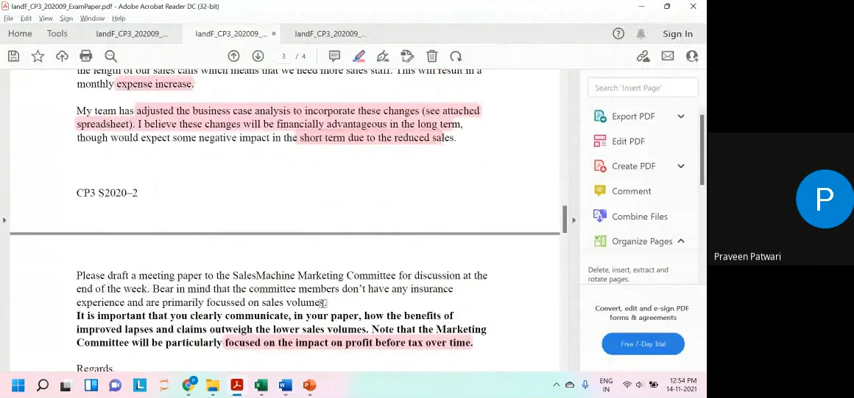 IandF_CP3_202009_ExamPaper.pdf - Adobe Acrobat Reader DC (32-bit)
File Edit View Sign Window Help
Home Tools IandF_CP3_202009_... IandF_CP3_202009_... × IandF_CP3_202009_... Sign In
3 / 4
the length of our sales calls which means that we need more sales staff. This will result in a
monthly expense increase.
My team has adjusted the business case analysis to incorporate these changes (see attached
spreadsheet). I believe these changes will be financially advantageous in the long term,
though would expect some negative impact in the short term due to the reduced sales.
CP3 S2020–2
Please draft a meeting paper to the SalesMachine Marketing Committee for discussion at the
end of the week. Bear in mind that the committee members don't have any insurance
experience and are primarily focussed on sales volumes
It is important that you clearly communicate, in your paper, how the benefits of
improved lapses and claims outweigh the lower sales volumes. Note that the Marketing
Committee will be particularly focused on the impact on profit before tax over time.
Regards,
Search 'Insert Page'
Export PDF
Edit PDF
Create PDF
Comment
Combine Files
Organize Pages
Delete, insert, extract and
rotate pages.
Convert, edit and e-sign PDF
forms & agreements
Free 7-Day Trial
P
Praveen Patwari
ENG
IN
12:54 PM
14-11-2021